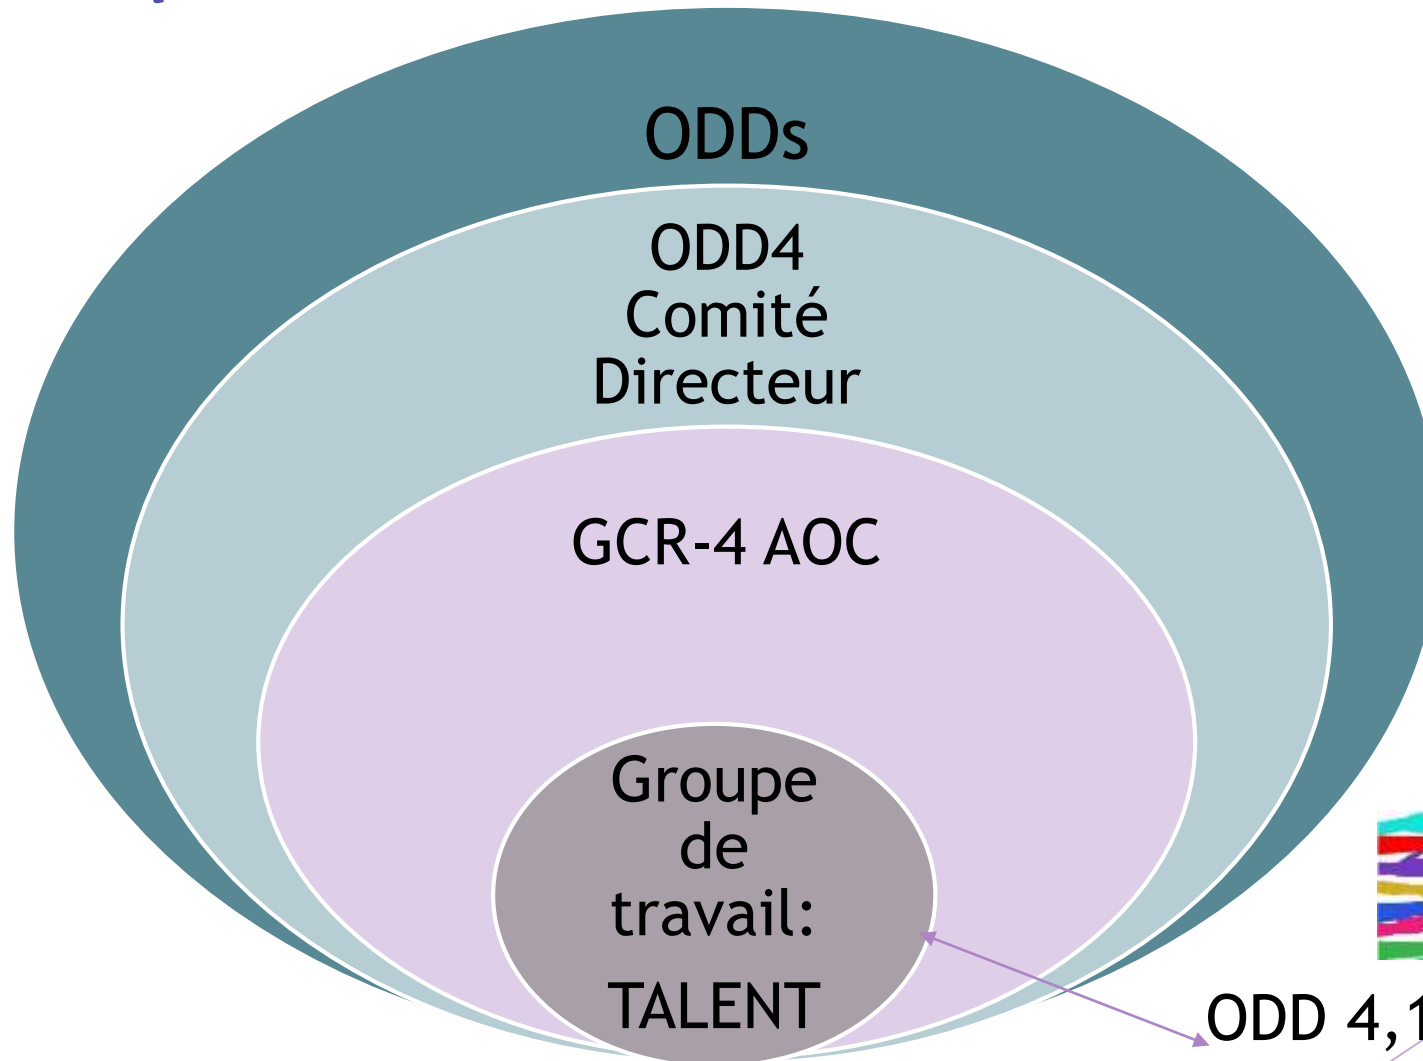 ODDs
ODD4
Comité
Directeur
GCR-4 AOC
Groupe
de
travail:
TALENT
ODD 4,1